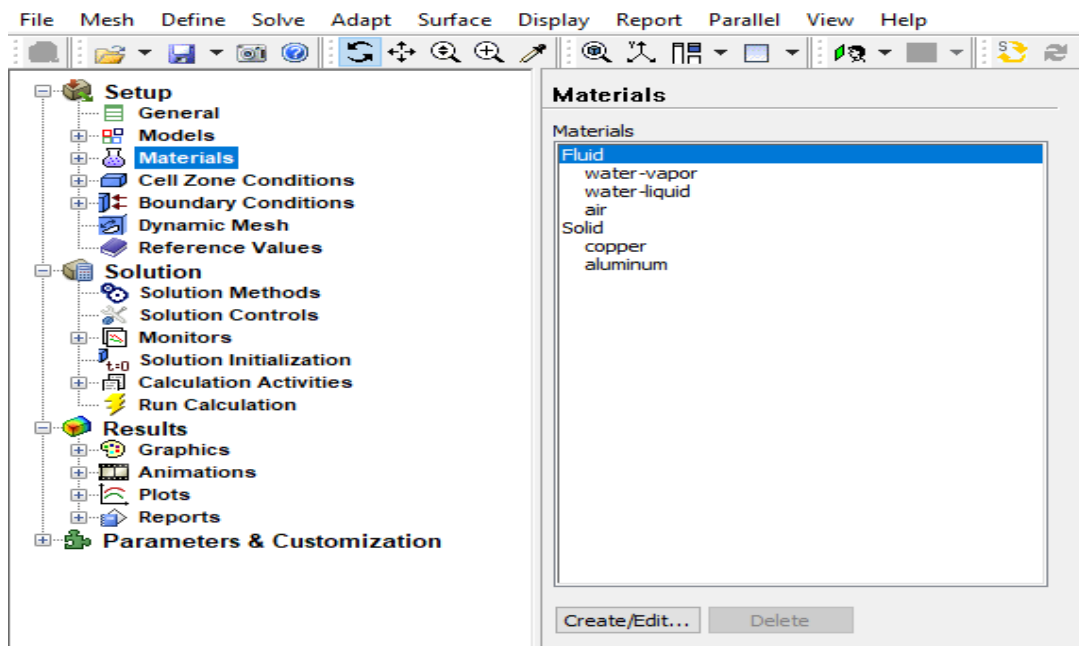 File Mesh Define Solve Adapt Surface Display Report Parallel View Help
Setup
General
Models
Materials
Cell Zone Conditions
Boundary Conditions
Dynamic Mesh
Reference Values
Solution
Solution Methods
Solution Controls
Monitors
t=0 Solution Initialization
Calculation Activities
Run Calculation
Results
Graphics
Animations
Plots
Reports
Parameters & Customization
Materials
Materials
Fluid
water-vapor
water-liquid
air
Solid
copper
aluminum
Create/Edit... Delete